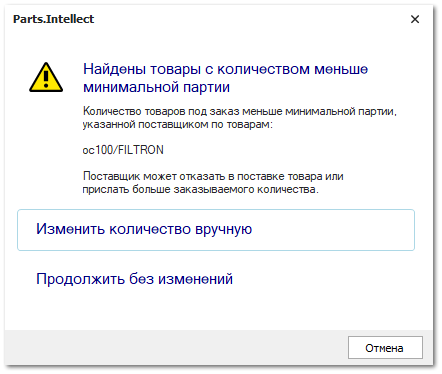 Parts.Intellect
Найдены товары с количеством меньше
минимальной партии
Количество товаров под заказ меньше минимальной партии,
указанной поставщиком по товарам:
oc100/FILTRON
Поставщик может отказать в поставке товара или
прислать больше заказываемого количества.
Изменить количество вручную
Продолжить без изменений
Отмена